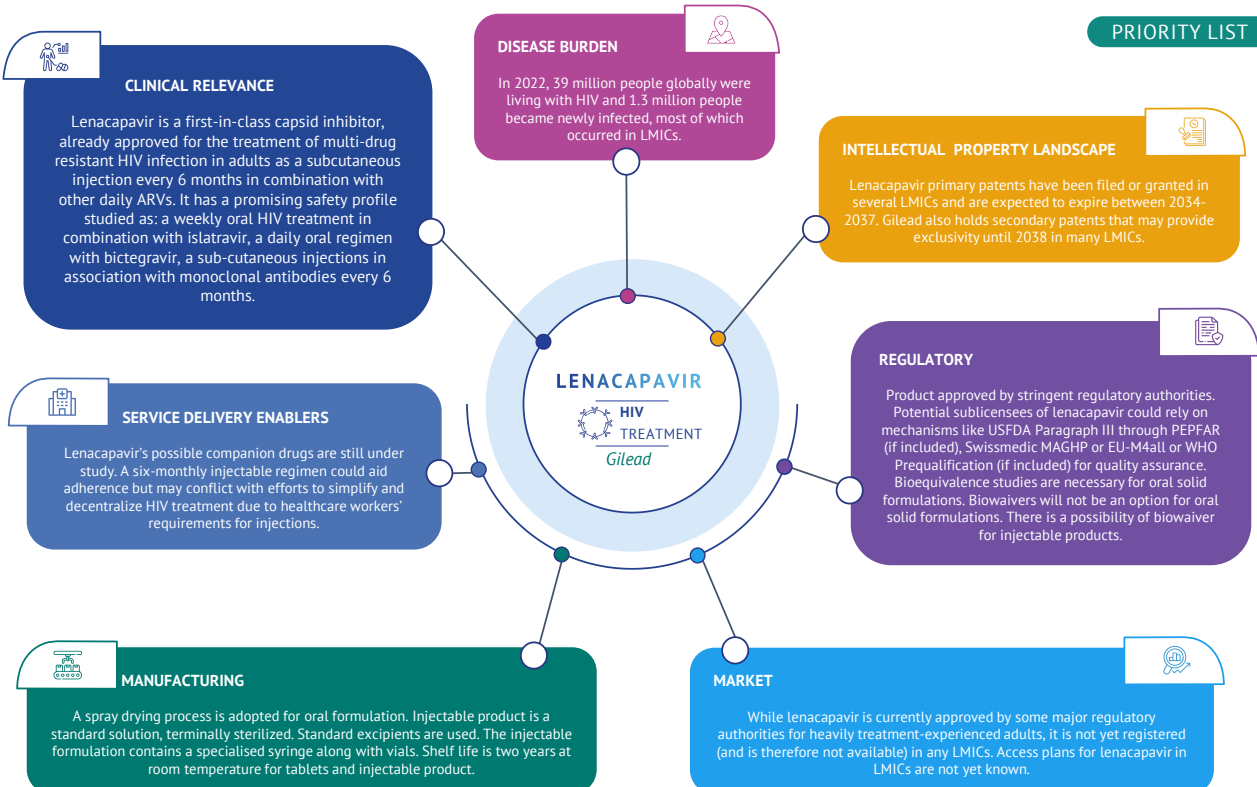 PRIORITY LIST
CLINICAL RELEVANCE
Lenacapavir is a first-in-class capsid inhibitor,
already approved for the treatment of multi-drug
resistant HIV infection in adults as a subcutaneous
injection every 6 months in combination with
other daily ARVs. It has a promising safety profile
studied as: a weekly oral HIV treatment in
combination with islatravir, a daily oral regimen
with bictegravir, a sub-cutaneous injections in
association with monoclonal antibodies every 6
months.
DISEASE BURDEN
In 2022, 39 million people globally were
living with HIV and 1.3 million people
became newly infected, most of which
occurred in LMICs.
INTELLECTUAL PROPERTY LANDSCAPE
Lenacapavir primary patents have been filed or granted in
several LMICs and are expected to expire between 2034-
2037. Gilead also holds secondary patents that may provide
exclusivity until 2038 in many LMICs.
LENACAPAVIR
HIV
TREATMENT
Gilead
REGULATORY
Product approved by stringent regulatory authorities.
Potential sublicensees of lenacapavir could rely on
mechanisms like USFDA Paragraph III through PEPFAR
(if included), Swissmedic MAGHP or EU-M4all or WHO
Prequalification (if included) for quality assurance.
Bioequivalence studies are necessary for oral solid
formulations. Biowaivers will not be an option for oral
solid formulations. There is a possibility of biowaiver
for injectable products.
SERVICE DELIVERY ENABLERS
Lenacapavir's possible companion drugs are still under
study. A six-monthly injectable regimen could aid
adherence but may conflict with efforts to simplify and
decentralize HIV treatment due to healthcare workers'
requirements for injections.
MANUFACTURING
A spray drying process is adopted for oral formulation. Injectable product is a
standard solution, terminally sterilized. Standard excipients are used. The injectable
formulation contains a specialised syringe along with vials. Shelf life is two years at
room temperature for tablets and injectable product.
MARKET
While lenacapavir is currently approved by some major regulatory
authorities for heavily treatment-experienced adults, it is not yet registered
(and is therefore not available) in any LMICs. Access plans for lenacapavir in
LMICs are not yet known.